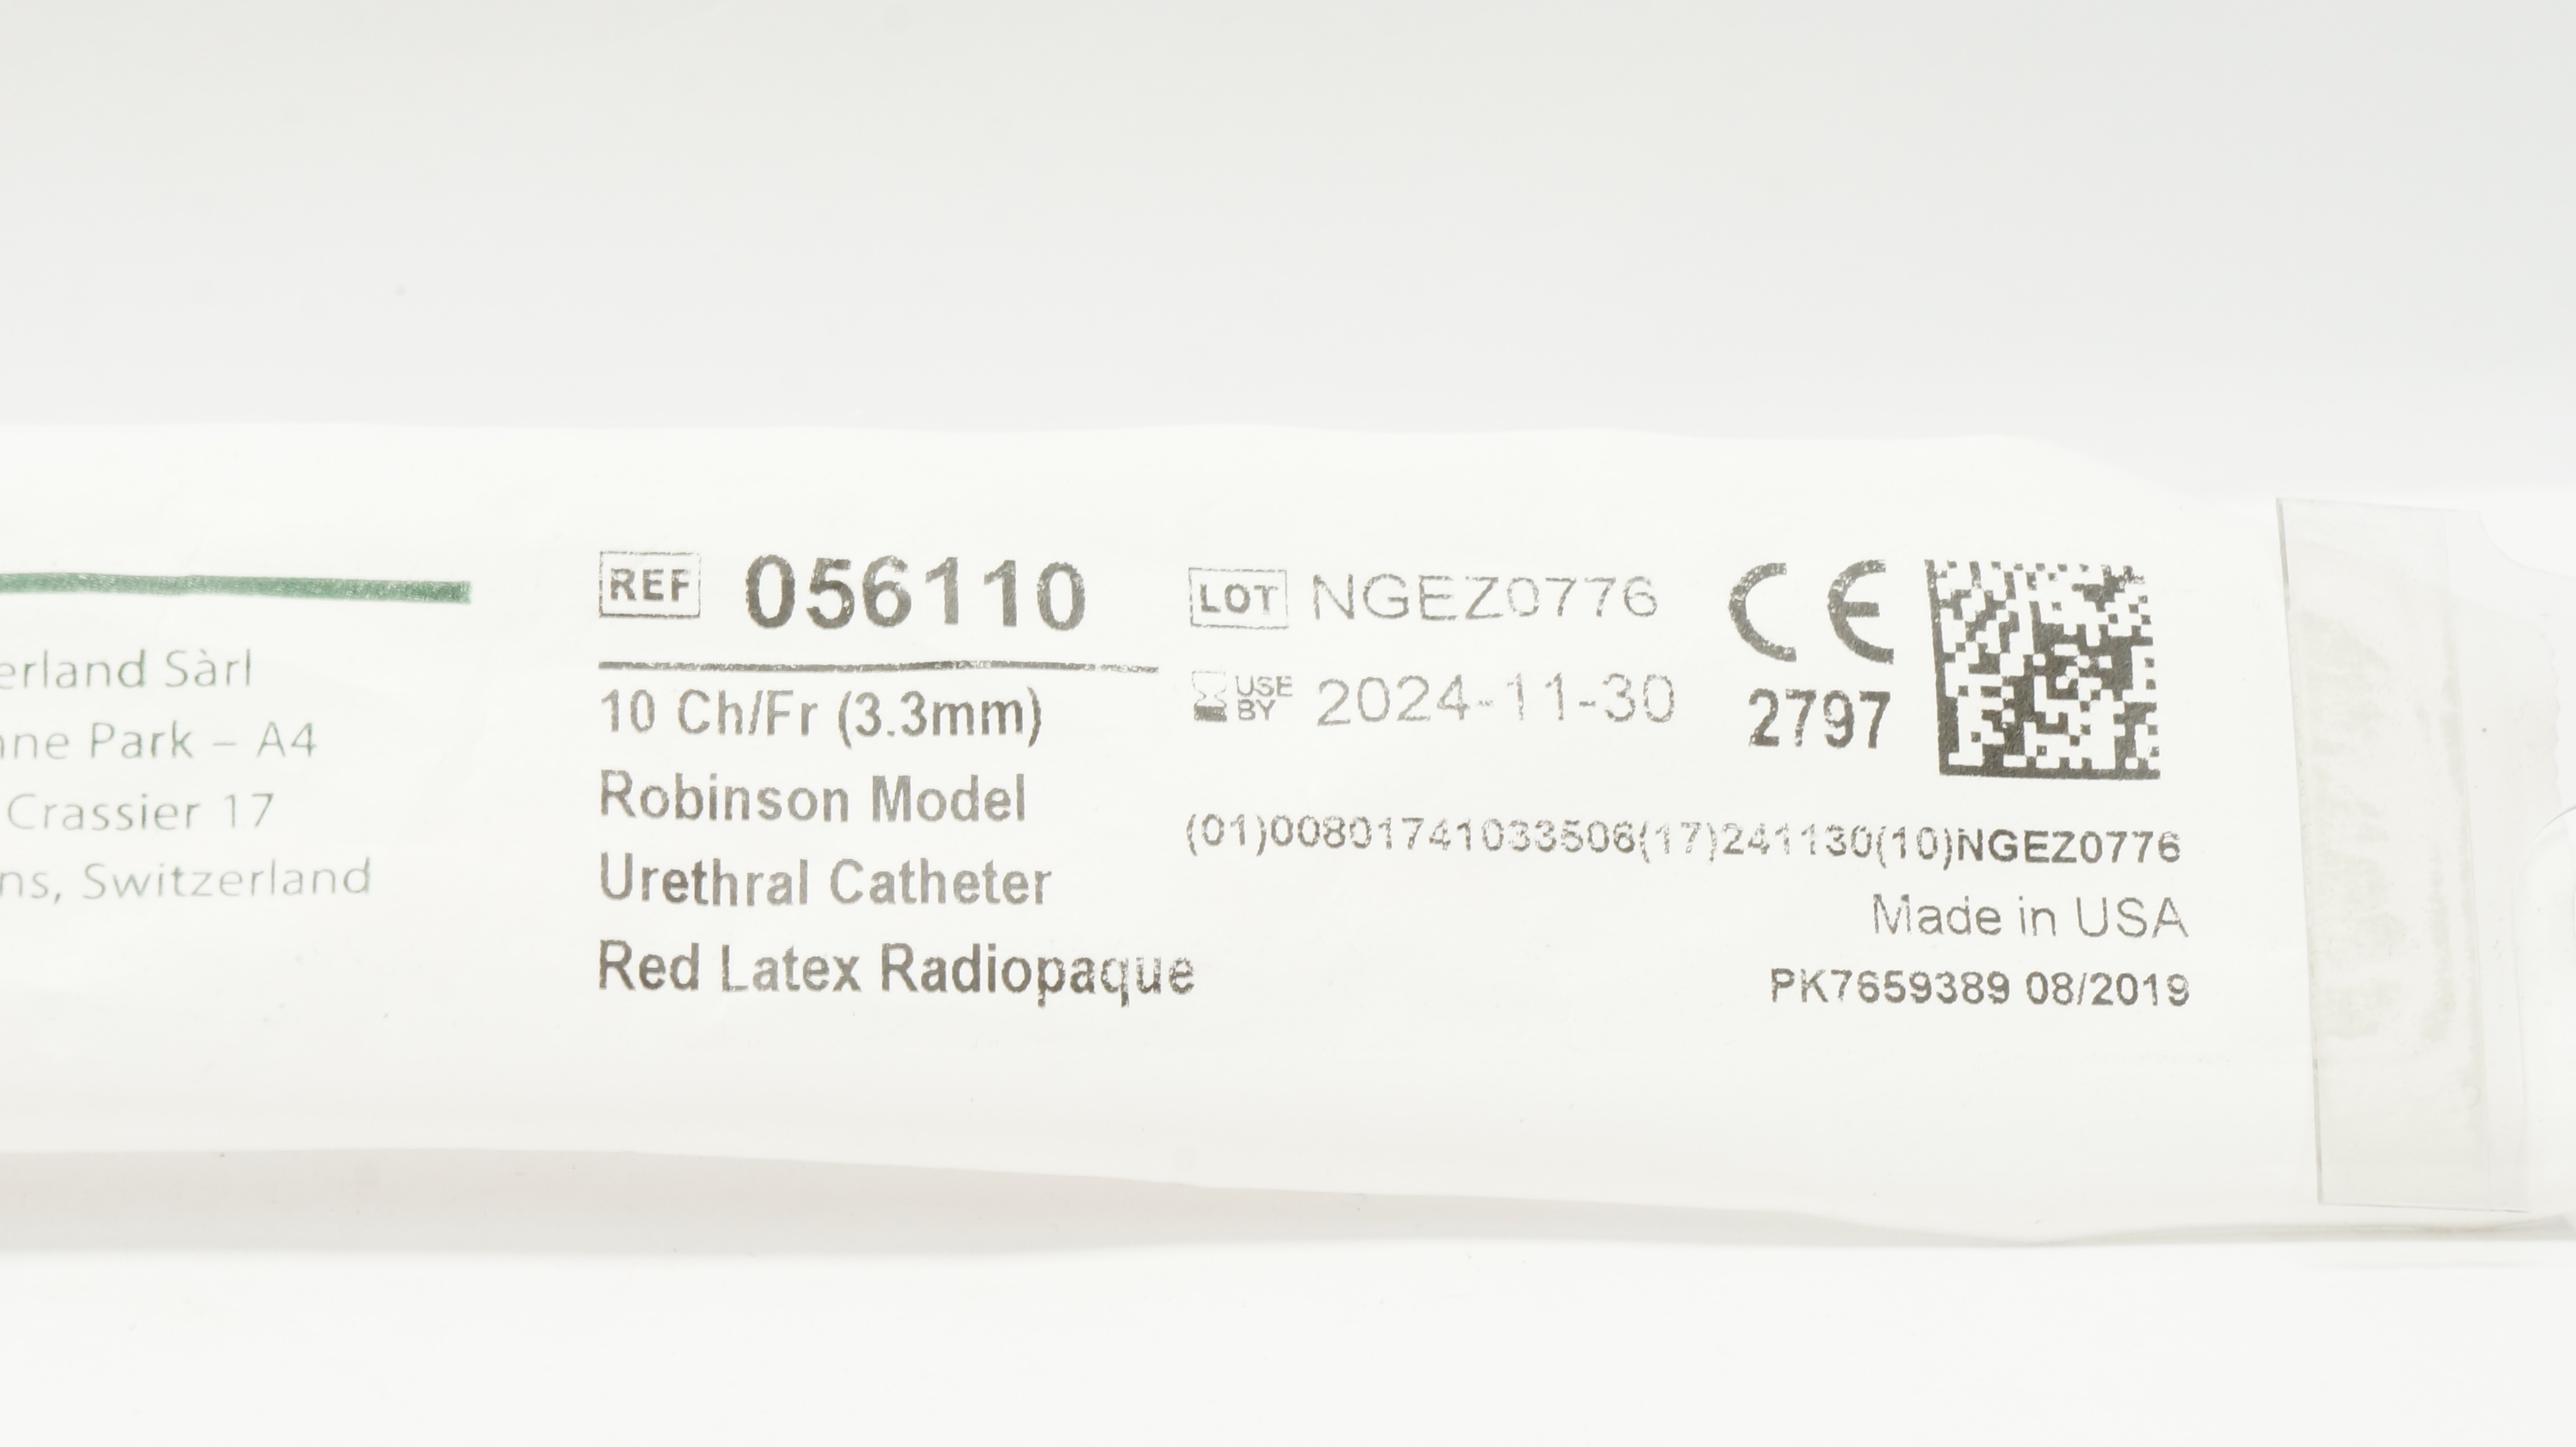 erland Sàrl
nne Park – A4
Crassier 17
ns, Switzerland
REF 056110
10 Ch/Fr (3.3mm)
Robinson Model
Urethral Catheter
Red Latex Radiopaque
LOT NGEZ0776
USE BY 2024-11-30
CE
2797
(01)00801741033506(17)241130(10)NGEZ0776
Made in USA
PK7659389 08/2019